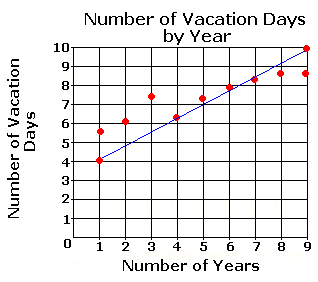 Number of Vacation Days
by Year
Number of Vacation
Days
10
9
8
7
6
5
4
3
2
1
0
1 2 3 4 5 6 7 8 9
Number of Years